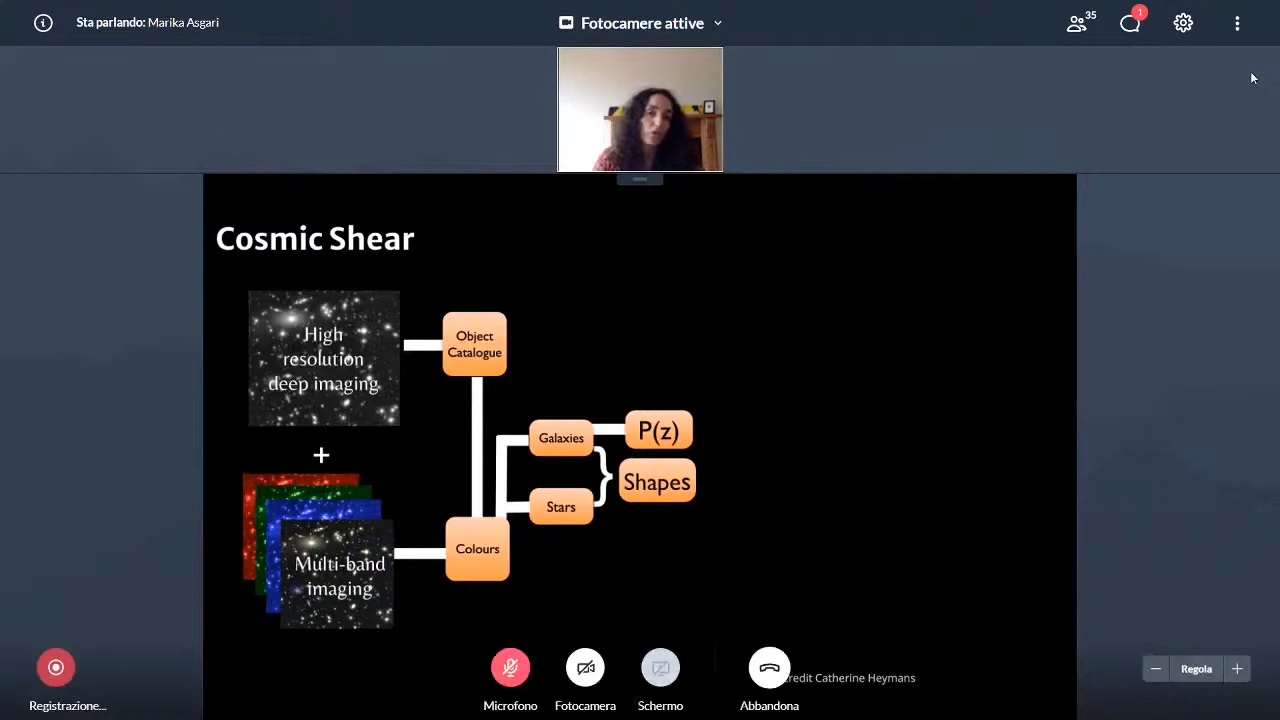 Sta parlando: Marika Asgari
Fotocamere attive
35
1
Cosmic Shear
High
resolution
deep imaging
Object
Catalogue
+
Galaxies
P(z)
Shapes
Stars
Colours
Multi-band
imaging
Credit Catherine Heymans
Registrazione...
Microfono
Fotocamera
Schermo
Abbandona
Regola